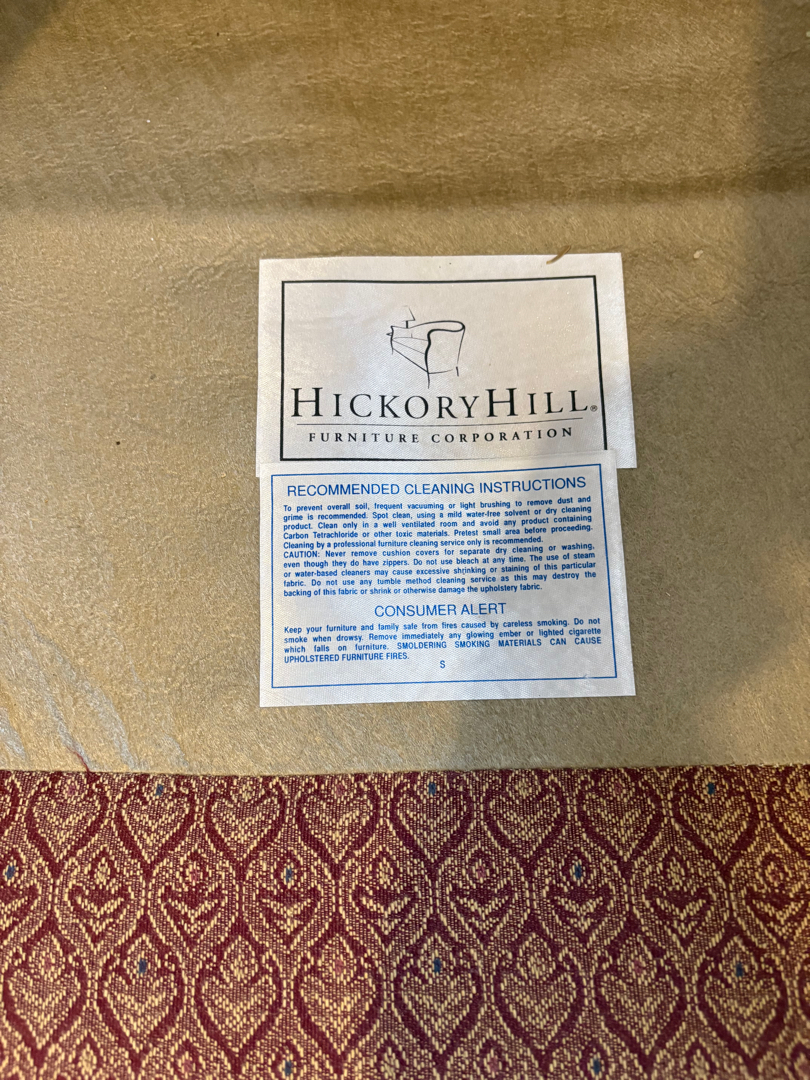 HICKORY HILL®
FURNITURE CORPORATION
RECOMMENDED CLEANING INSTRUCTIONS
To prevent overall soil, frequent vacuuming or light brushing to remove dust and
grime is recommended. Spot clean, using a mild water-free solvent or dry cleaning
product. Clean only in a well ventilated room and avoid any product containing
Carbon Tetrachloride or other toxic materials. Pretest small area before proceeding.
Cleaning by a professional furniture cleaning service only is recommended.
CAUTION: Never remove cushion covers for separate dry cleaning or washing,
even though they do have zippers. Do not use bleach at any time. The use of steam
or water-based cleaners may cause excessive shrinking or staining of this particular
fabric. Do not use any tumble method cleaning service as this may destroy the
backing of this fabric or shrink or otherwise damage the upholstery fabric.
CONSUMER ALERT
Keep your furniture and family safe from fires caused by careless smoking. Do not
smoke when drowsy. Remove immediately any glowing ember or lighted cigarette
which falls on furniture. SMOLDERING SMOKING MATERIALS CAN CAUSE
UPHOLSTERED FURNITURE FIRES.
S